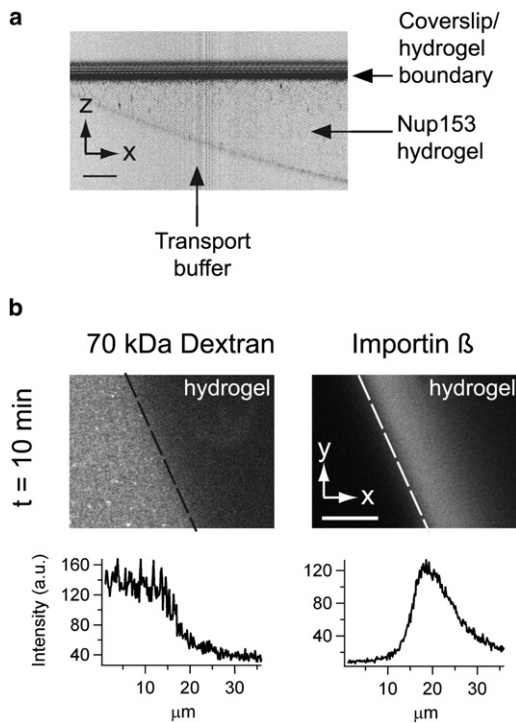 a
Coverslip/
hydrogel
boundary
z
x
Nup153
hydrogel
Transport
buffer
b
70 kDa Dextran
Importin ß
t = 10 min
hydrogel
hydrogel
y
x
Intensity (a.u.)
160
120
80
40
10
20
30
μm
120
80
40
10
20
30
μm